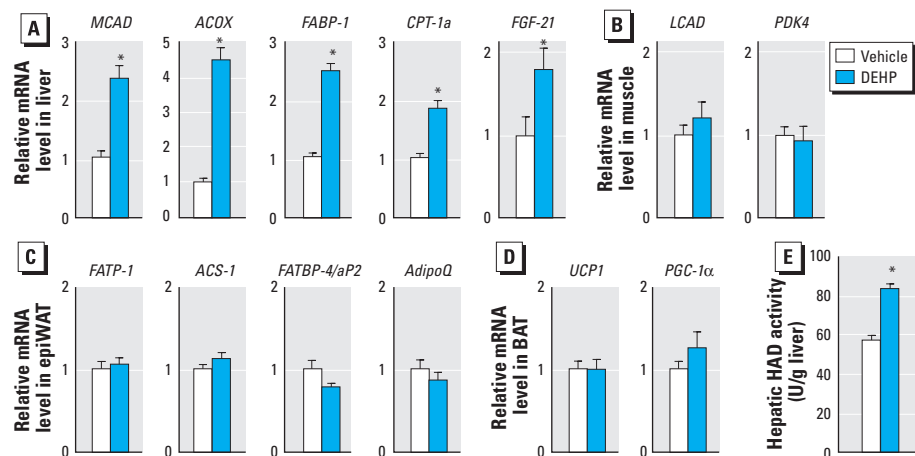 A
MCAD
ACOX
FABP-1
CPT-1a
FGF-21
B
LCAD
PDK4
Relative mRNA
level in liver
3
2
1
0
5
4
3
2
1
0
3
2
1
0
3
2
1
0
2
1
0
*
*
*
*
*
Relative mRNA
level in muscle
2
1
0
2
1
0
Vehicle
DEHP
C
FATP-1
ACS-1
FATBP-4/aP2
AdipoQ
D
UCP1
PGC-1α
E
Relative mRNA
level in epiWAT
2
1
0
2
1
0
2
1
0
2
1
0
Relative mRNA
level in BAT
2
1
0
2
1
0
Hepatic HAD activity
(U/g liver)
100
80
60
40
20
0
*